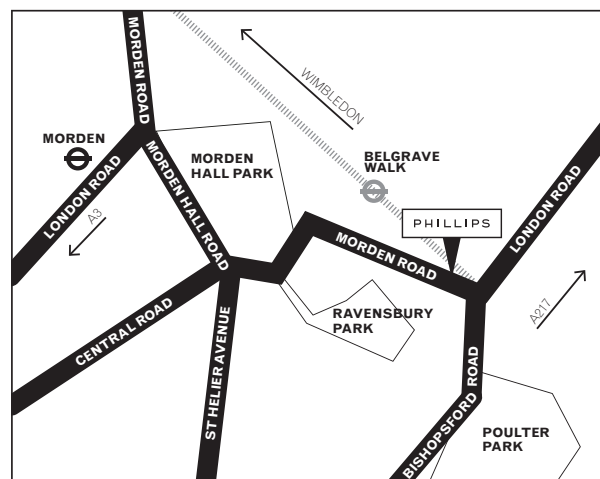 MORDEN ROAD
WIMBLEDON
MORDEN
LONDON ROAD
A3
MORDEN HALL ROAD
MORDEN
HALL PARK
BELGRAVE
WALK
PHILLIPS
LONDON ROAD
MORDEN ROAD
A217
CENTRAL ROAD
ST HELIER AVENUE
RAVENSBURY
PARK
BISHOPSFORD ROAD
POULTER
PARK